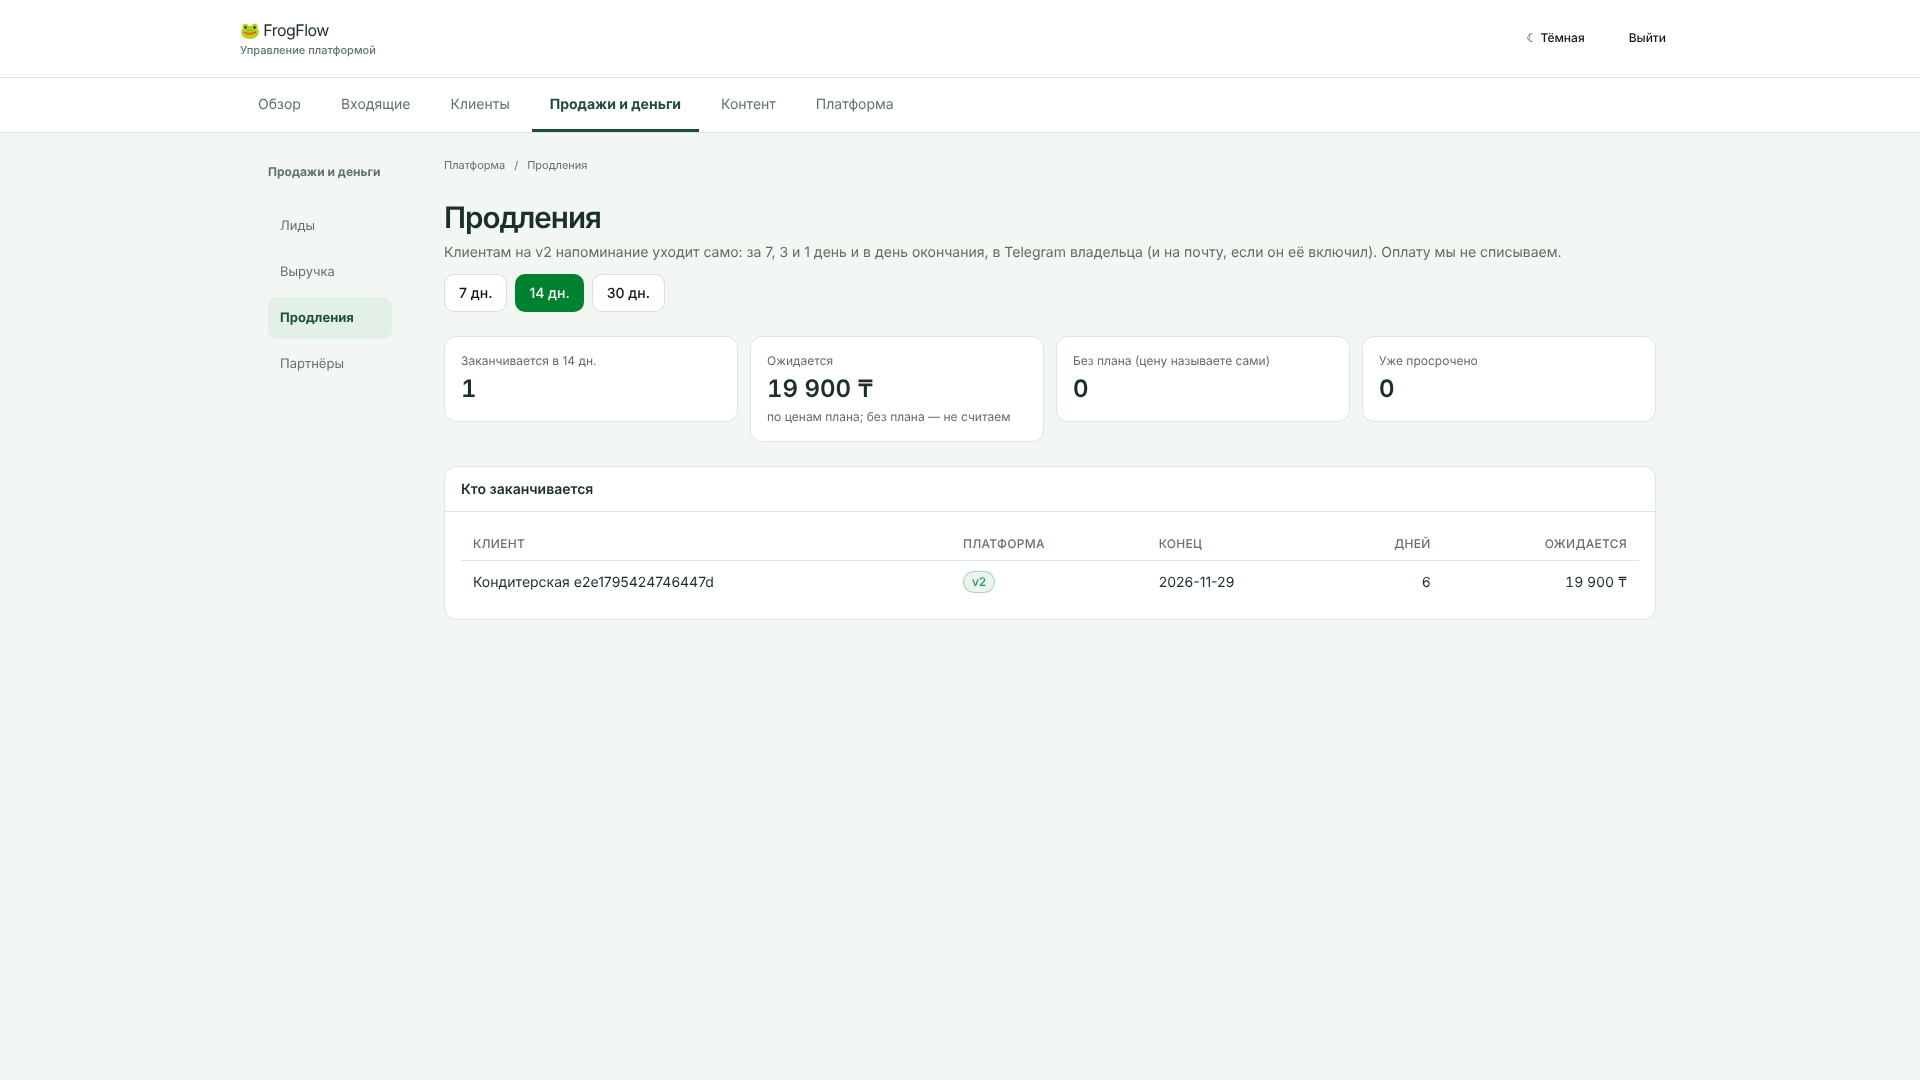 🐸 FrogFlow
Управление платформой
☾ Тёмная
Выйти
Обзор
Входящие
Клиенты
Продажи и деньги
Контент
Платформа
Продажи и деньги
Лиды
Выручка
Продления
Партнёры
Платформа / Продления
Продления
Клиентам на v2 напоминание уходит само: за 7, 3 и 1 день и в день окончания, в Telegram владельца (и на почту, если он её включил). Оплату мы не списываем.
7 дн.
14 дн.
30 дн.
Заканчивается в 14 дн.
1
Ожидается
19 900 ₸
по ценам плана; без плана — не считаем
Без плана (цену называете сами)
0
Уже просрочено
0
Кто заканчивается
КЛИЕНТ ПЛАТФОРМА КОНЕЦ ДНЕЙ ОЖИДАЕТСЯ
Кондитерская e2e1795424746447d v2 2026-11-29 6 19 900 ₸